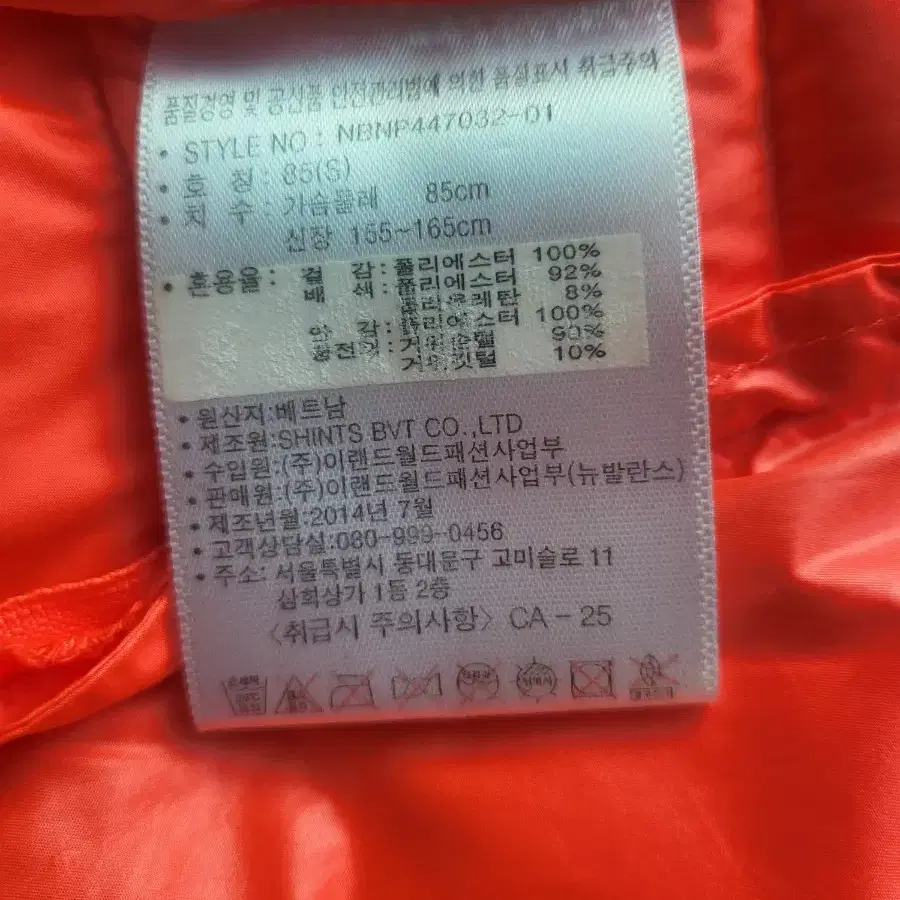 품질경영 및 공산품 안전관리법에 의한 품질표시 취급주의
• STYLE NO : NBNP447032-01
• 호 칭 : 85(S)
• 치 수 : 가슴둘레 85cm
신장 155~165cm
• 혼용율 : 겉 감 : 폴리에스터 100%
배 색 : 폴리에스터 92%
폴리우레탄 8%
안 감 : 폴리에스터 100%
충전재 : 거위솜털 90%
거위깃털 10%
• 원산지:베트남
• 제조원:SHINTS BVT CO.,LTD
• 수입원:(주)이랜드월드패션사업부
• 판매원:(주)이랜드월드패션사업부(뉴발란스)
• 제조년월:2014년 7월
• 고객상담실:080-999-0456
• 주소: 서울특별시 동대문구 고미술로 11
삼희상가 1동 2층
<취급시 주의사항> CA - 25